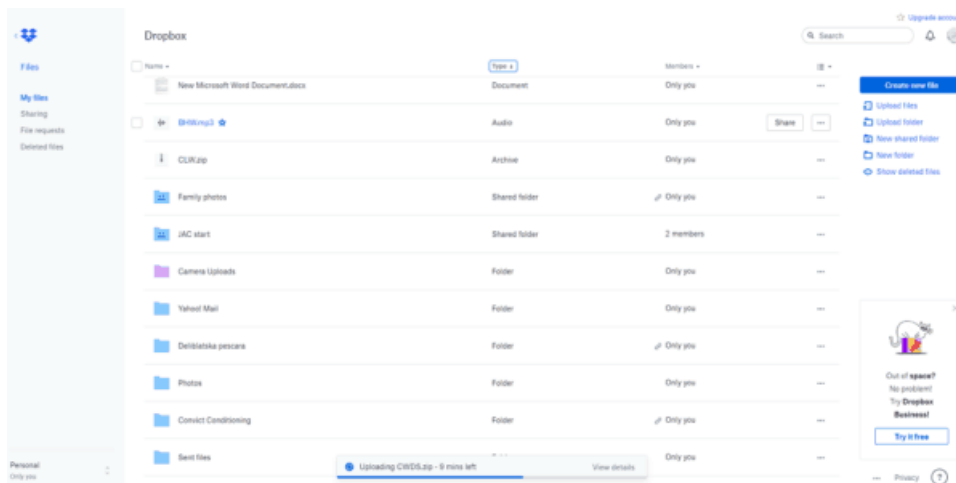 Upgrade accou
Dropbox
Search
Files
My files
Sharing
File requests
Deleted files
Name
Type ↓
Members
New Microsoft Word Document.docx Document Only you
BHW.mp3 Audio Only you Share
CLW.zip Archive Only you
Family photos Shared folder Only you
JAC start Shared folder 2 members
Camera Uploads Folder Only you
Yahoo! Mail Folder Only you
Deliblatska pescara Folder Only you
Photos Folder Only you
Convict Conditioning Folder Only you
Sent files Only you
Create new file
Upload files
Upload folder
New shared folder
New folder
Show deleted files
Out of space?
No problem!
Try Dropbox
Business!
Try it free
Personal
Only you
Uploading CWDS.zip - 9 mins left View details
Privacy